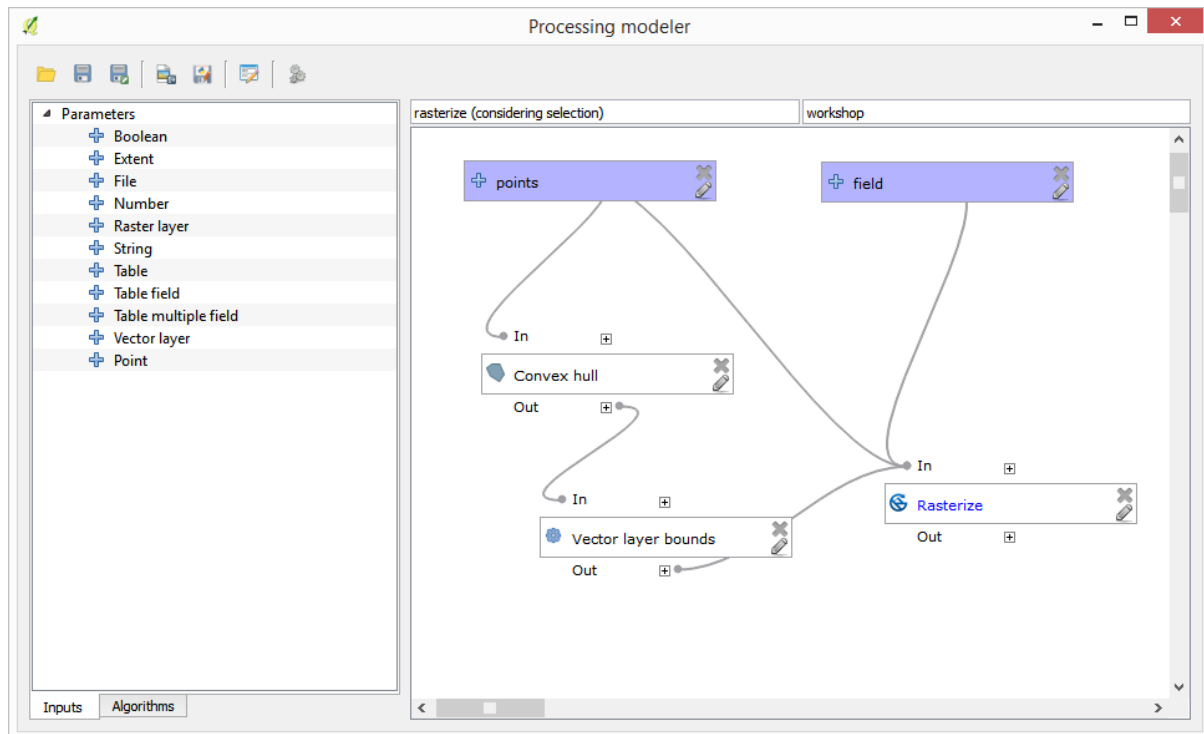 Processing modeler
Parameters
Boolean
Extent
File
Number
Raster layer
String
Table
Table field
Table multiple field
Vector layer
Point
Inputs Algorithms
rasterize (considering selection) workshop
points field
In
Convex hull
Out
In
Rasterize
Out
In
Vector layer bounds
Out